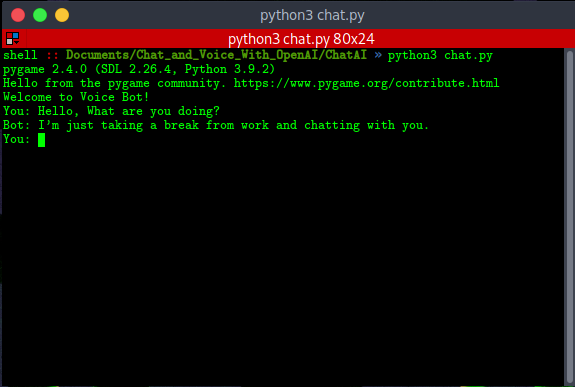 python3 chat.py
python3 chat.py 80x24
shell :: Documents/Chat_and_Voice_With_OpenAI/ChatAI » python3 chat.py
pygame 2.4.0 (SDL 2.26.4, Python 3.9.2)
Hello from the pygame community. https://www.pygame.org/contribute.html
Welcome to Voice Bot!
You: Hello, What are you doing?
Bot: I'm just taking a break from work and chatting with you.
You: